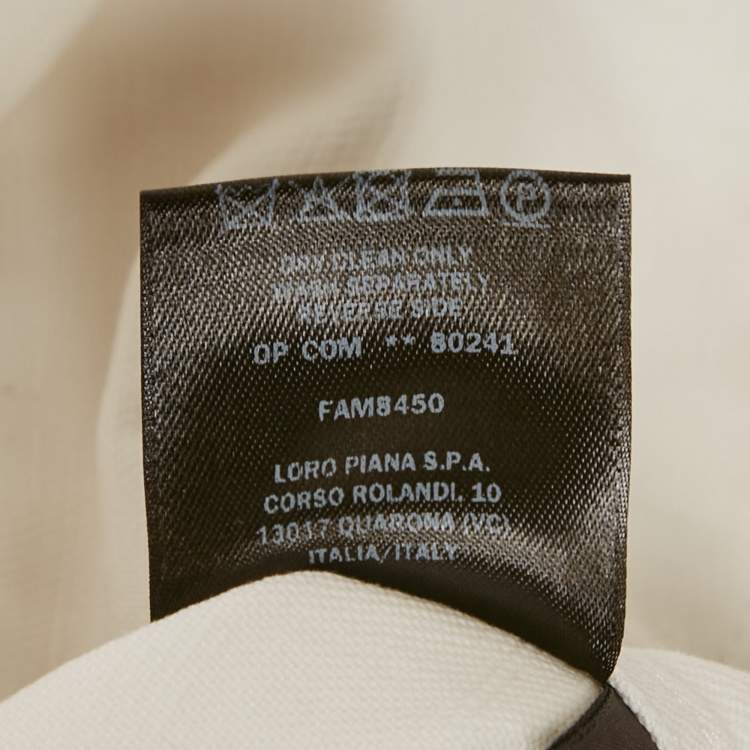 P
DRY CLEAN ONLY
WASH SEPARATELY
REVERSE SIDE
OP COM ** 80241
FAM8450
LORO PIANA S.P.A.
CORSO ROLANDI, 10
13017 QUARONA (VC)
ITALIA/ITALY